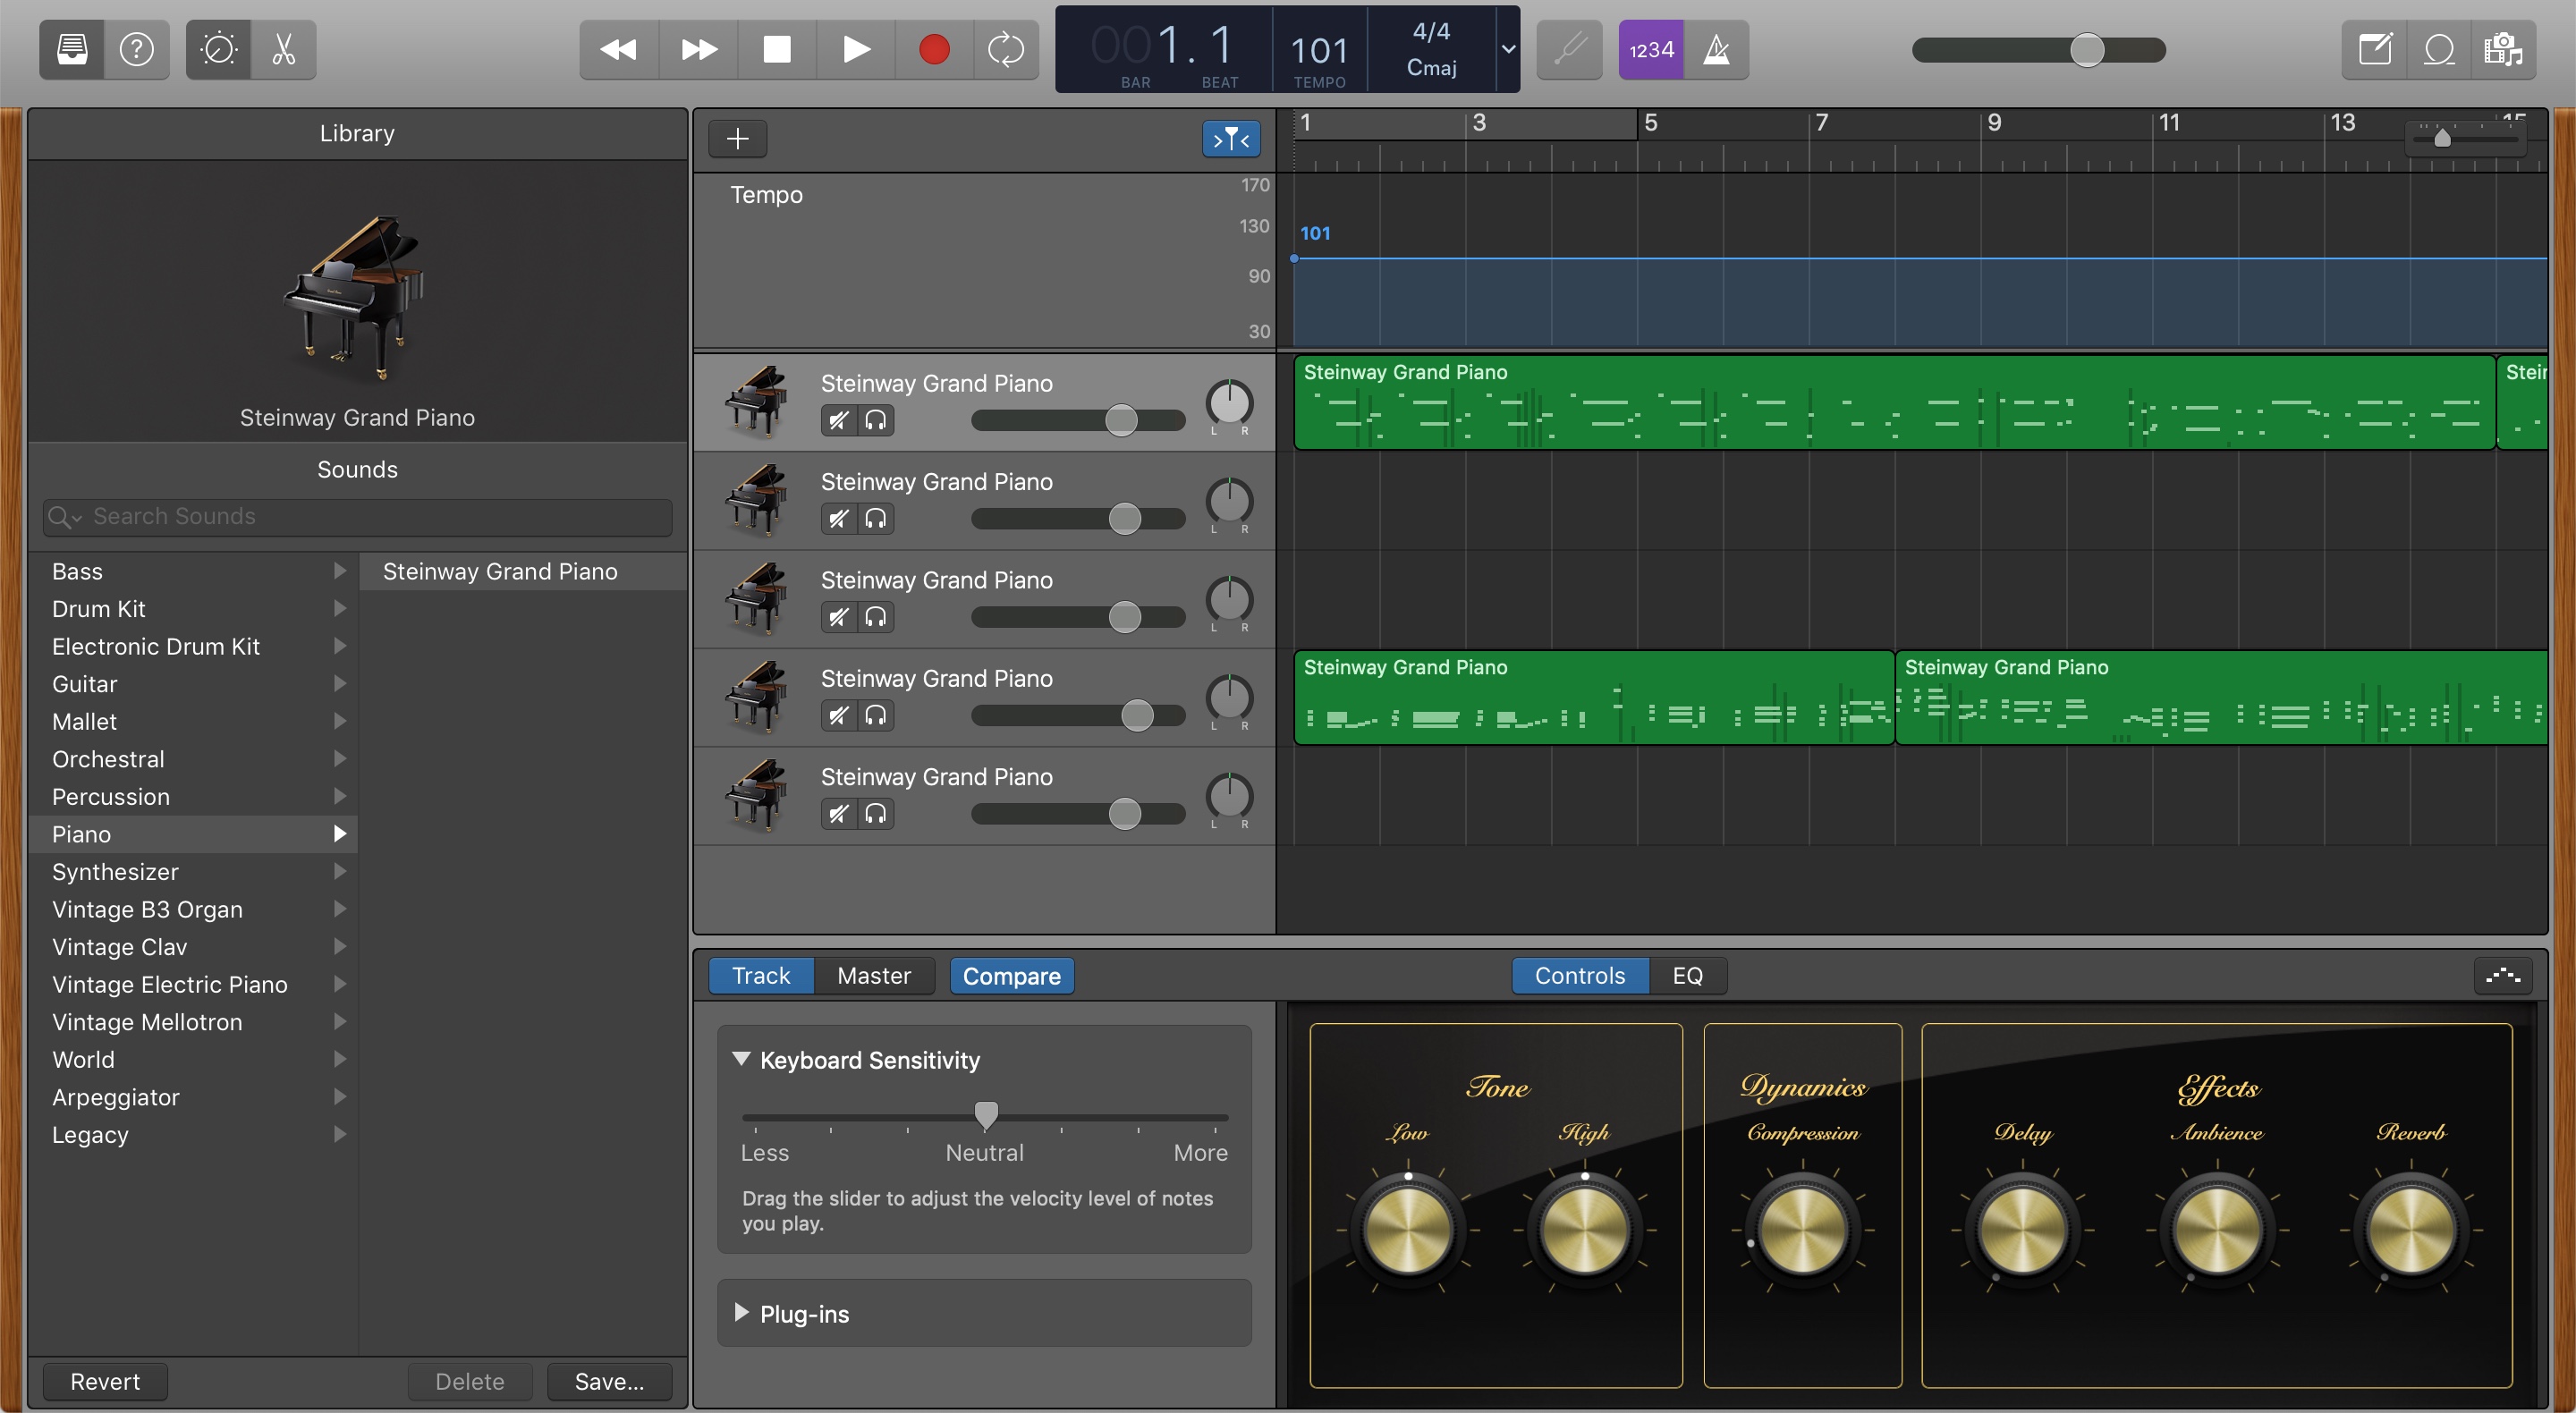 001.1
BAR
BEAT
101
TEMPO
4/4
Cmaj
1234
Library
Steinway Grand Piano
Sounds
Search Sounds
Bass
Drum Kit
Electronic Drum Kit
Guitar
Mallet
Orchestral
Percussion
Piano
Synthesizer
Vintage B3 Organ
Vintage Clav
Vintage Electric Piano
Vintage Mellotron
World
Arpeggiator
Legacy
Steinway Grand Piano
Revert
Delete
Save...
1
3
5
7
9
11
13
15
Tempo
170
130
90
30
101
Steinway Grand Piano
L R
Steinway Grand Piano
Stei
Steinway Grand Piano
L R
Steinway Grand Piano
L R
Steinway Grand Piano
L R
Steinway Grand Piano
Steinway Grand Piano
Steinway Grand Piano
L R
Track
Master
Compare
Controls
EQ
Keyboard Sensitivity
Less
Neutral
More
Drag the slider to adjust the velocity level of notes
you play.
Plug-ins
Tone
Low
High
Dynamics
Compression
Effects
Delay
Ambience
Reverb